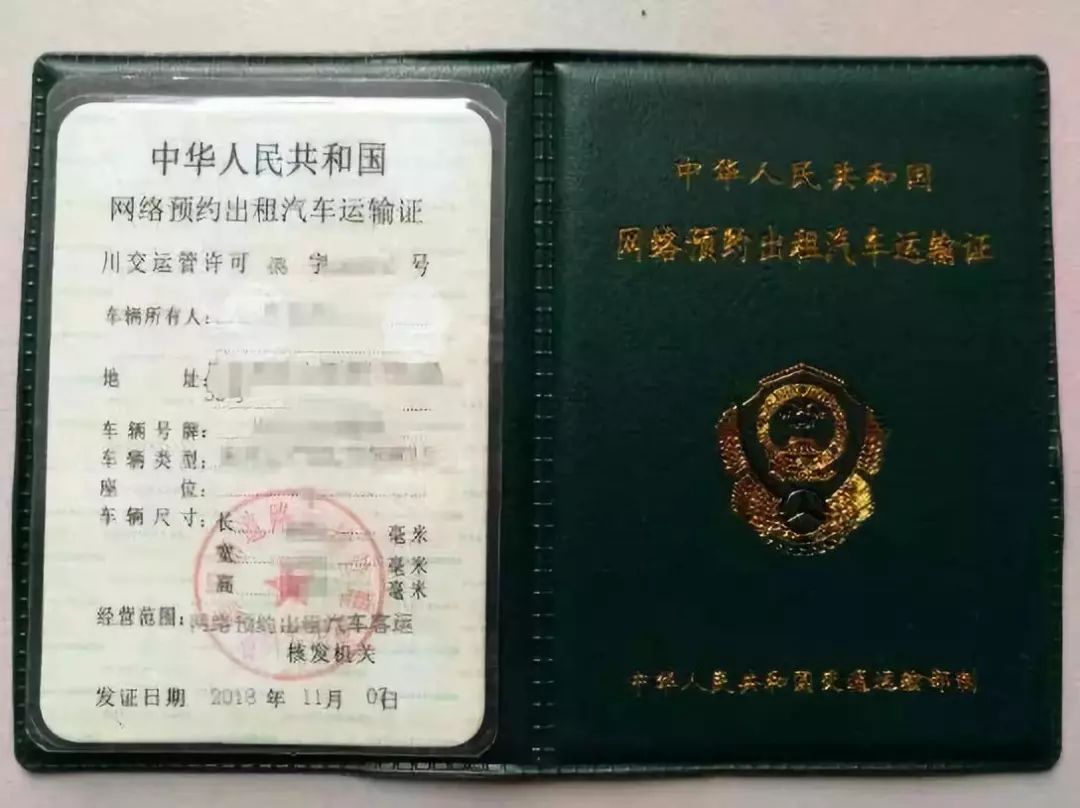 中华人民共和国
网络预约出租汽车运输证
川交运管许可 字 号
车辆所有人:
地 址:
车辆号牌:
车辆类型:
座 位:
车辆尺寸: 长 毫米
宽 毫米
高 毫米
经营范围: 网络预约出租汽车客运
核发机关
发证日期 2018 年 11月 07日
中华人民共和国
网络预约出租汽车运输证
中华人民共和国交通运输部制